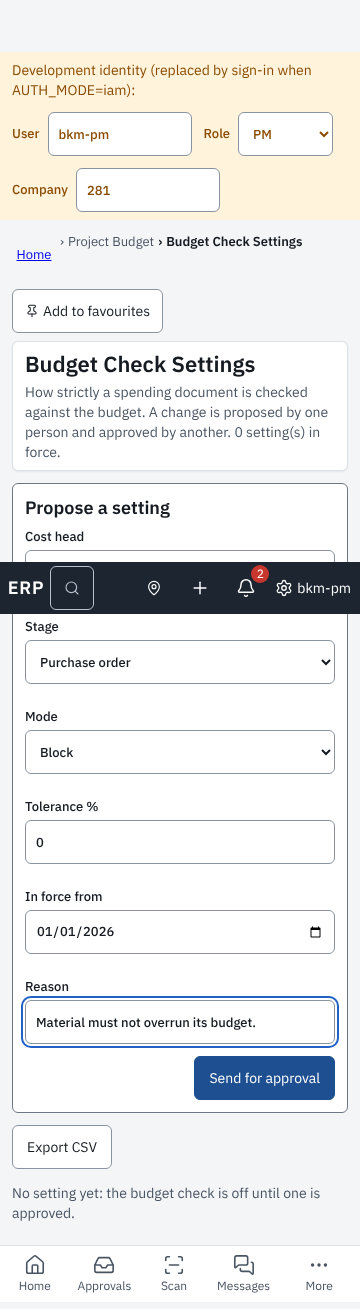 Development identity (replaced by sign-in when
AUTH_MODE=iam):
User bkm-pm Role PM
Company 281
Home › Project Budget › Budget Check Settings
Add to favourites
Budget Check Settings
How strictly a spending document is checked
against the budget. A change is proposed by one
person and approved by another. 0 setting(s) in
force.
Propose a setting
Cost head
ERP 2 bkm-pm
Stage
Purchase order
Mode
Block
Tolerance %
0
In force from
01/01/2026
Reason
Material must not overrun its budget.
Send for approval
Export CSV
No setting yet: the budget check is off until one is
approved.
Home Approvals Scan Messages More